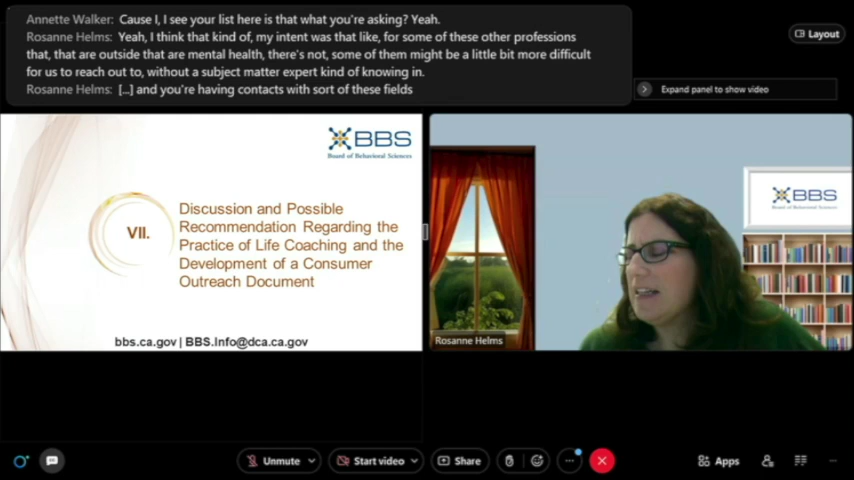 Annette Walker: Cause I, I see your list here is that what you're asking? Yeah.
Rosanne Helms: Yeah, I think that kind of, my intent was that like, for some of these other professions
that, that are outside that are mental health, there's not, some of them might be a little bit more difficult
for us to reach out to, without a subject matter expert kind of knowing in.
Rosanne Helms: [...] and you're having contacts with sort of these fields
Layout
Expand panel to show video
BBS
Board of Behavioral Sciences
VII.
Discussion and Possible
Recommendation Regarding the
Practice of Life Coaching and the
Development of a Consumer
Outreach Document
bbs.ca.gov | BBS.Info@dca.ca.gov
BBS
Board of Behavioral Sciences
Rosanne Helms
Unmute
Start video
Share
Apps